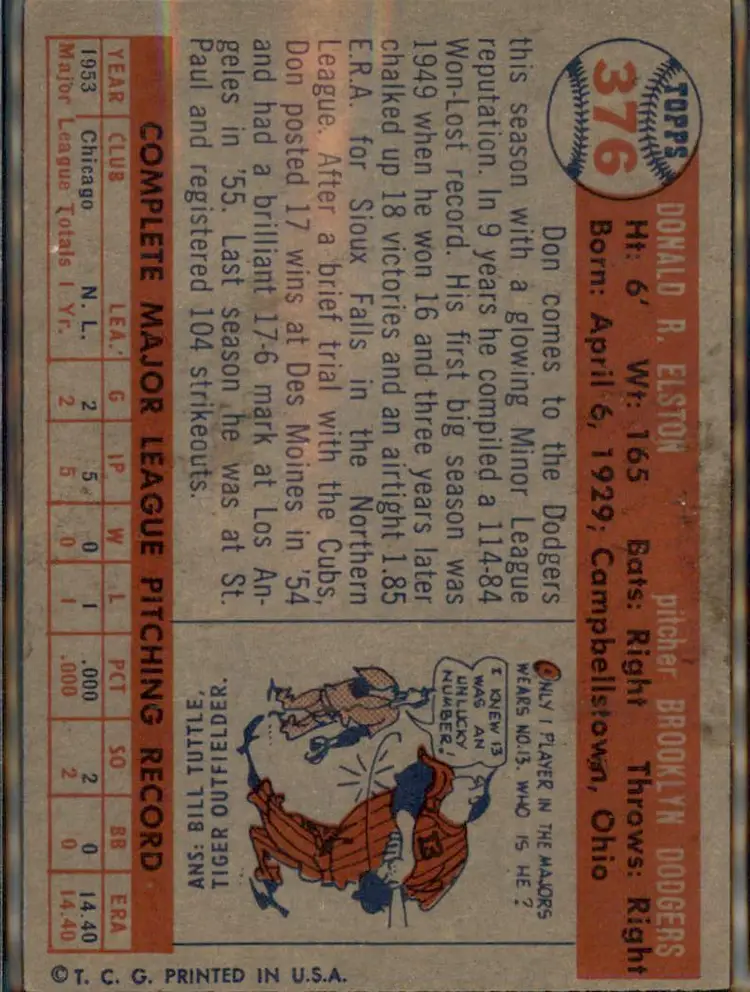 TOPPS
376
DONALD R. ELSTON pitcher BROOKLYN DODGERS
Ht: 6' Wt: 165 Bats: Right Throws: Right
Born: April 6, 1929; Campbellstown, Ohio
Don comes to the Dodgers
this season with a glowing Minor League
reputation. In 9 years he compiled a 114-84
Won-Lost record. His first big season was
1949 when he won 16 and three years later
chalked up 18 victories and an airtight 1.85
E.R.A. for Sioux Falls in the Northern
League. After a brief trial with the Cubs,
Don posted 17 wins at Des Moines in '54
and had a brilliant 17-6 mark at Los An-
geles in '55. Last season he was at St.
Paul and registered 104 strikeouts.
ONLY 1 PLAYER IN THE MAJORS
WEARS NO. 13. WHO IS HE?
I KNEW 13
WAS AN
UNLUCKY
NUMBER!
13
ANS: BILL TUTTLE,
TIGER OUTFIELDER.
COMPLETE MAJOR LEAGUE PITCHING RECORD
YEAR CLUB LEA. G IP W L PCT SO BB ERA
1953 Chicago N. L. 2 5 0 1 .000 2 0 14.40
Major League Totals 1 Yr. 2 5 0 1 .000 2 0 14.40
© T. C. G. PRINTED IN U.S.A.